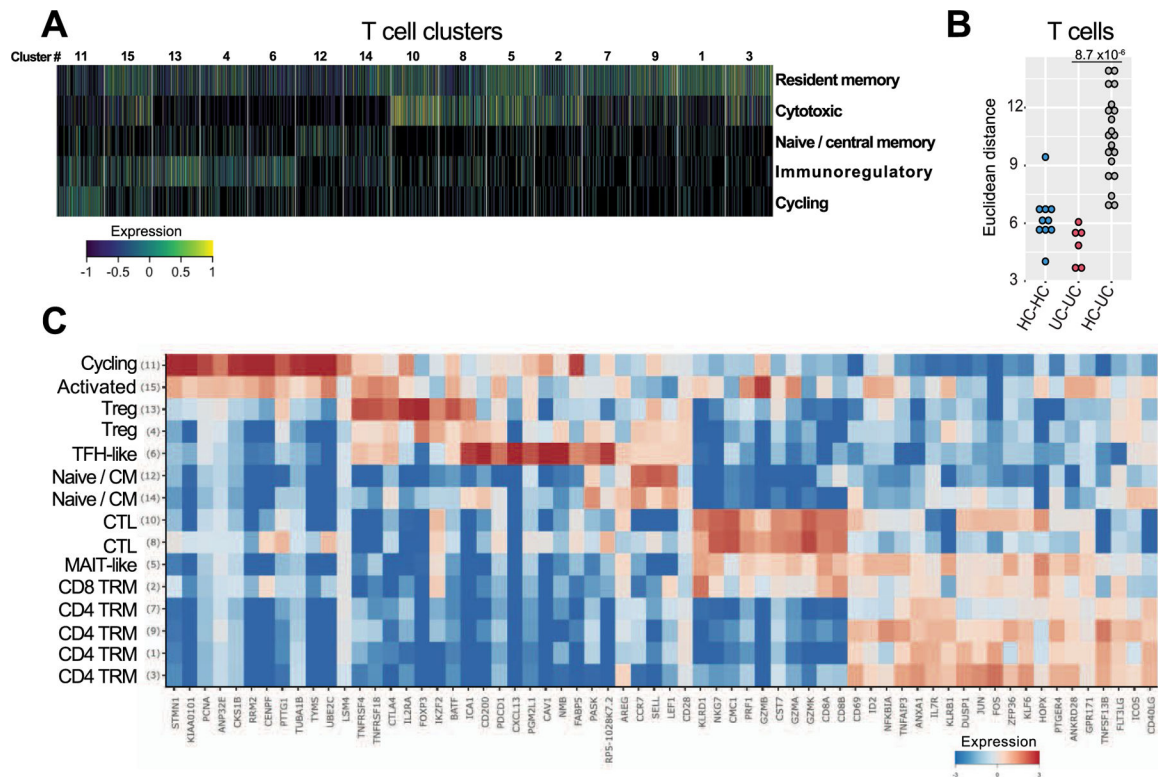 A
T cell clusters
Cluster # 11 15 13 4 6 12 14 10 8 5 2 7 9 1 3
Resident memory
Cytotoxic
Naive / central memory
Immunoregulatory
Cycling
Expression
-1 -0.5 0 0.5 1
B
T cells
8.7 x10-6
Euclidean distance
12
9
6
3
HC-HC UC-UC HC-UC
C
Cycling (11)
Activated (15)
Treg (13)
Treg (4)
TFH-like (6)
Naive / CM (12)
Naive / CM (14)
CTL (10)
CTL (8)
MAIT-like (5)
CD8 TRM (2)
CD4 TRM (7)
CD4 TRM (9)
CD4 TRM (1)
CD4 TRM (3)
STMN1 KIAA0101 PCNA ANP32E CKS1B RRM2 CENPF PTTG1 TUBA1B TYMS UBE2C LSM4 TNFRSF4 TNFRSF18 CTLA4 IL2RA FOXP3 IKZF2 BATF ICA1 CD200 PDCD1 CXCL13 PGM2L1 CAV1 NMB FABP5 PASK RP5-1028K7.2 AREG CCR7 SELL LEF1 CD28 KLRD1 NKG7 CMC1 PRF1 GZMB CST7 GZMA GZMK CD8A CD8B CD69 ID2 NFKBIA TNFAIP3 ANXA1 IL7R KLRB1 DUSP1 JUN FOS ZFP36 KLF6 HOPX PTGER4 ANKRD28 GPR171 TNFSF13B FLT3LG ICOS CD40LG
Expression
-3 0 3